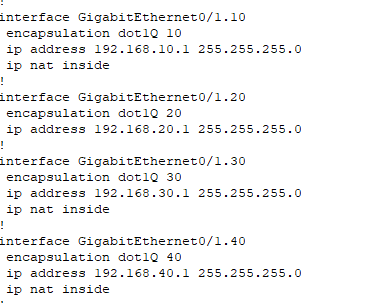 !
interface GigabitEthernet0/1.10
 encapsulation dot1Q 10
 ip address 192.168.10.1 255.255.255.0
 ip nat inside
!
interface GigabitEthernet0/1.20
 encapsulation dot1Q 20
 ip address 192.168.20.1 255.255.255.0
!
interface GigabitEthernet0/1.30
 encapsulation dot1Q 30
 ip address 192.168.30.1 255.255.255.0
 ip nat inside
!
interface GigabitEthernet0/1.40
 encapsulation dot1Q 40
 ip address 192.168.40.1 255.255.255.0
 ip nat inside
!